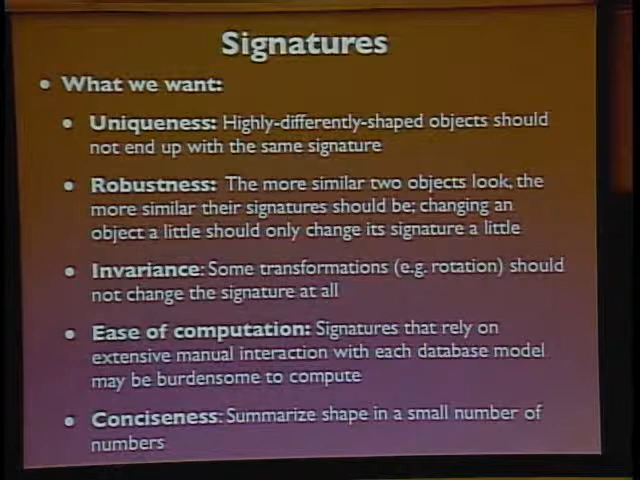 Signatures
• What we want:
• Uniqueness: Highly-differently-shaped objects should
not end up with the same signature
• Robustness: The more similar two objects look, the
more similar their signatures should be; changing an
object a little should only change its signature a little
• Invariance: Some transformations (e.g. rotation) should
not change the signature at all
• Ease of computation: Signatures that rely on
extensive manual interaction with each database model
may be burdensome to compute
• Conciseness: Summarize shape in a small number of
numbers